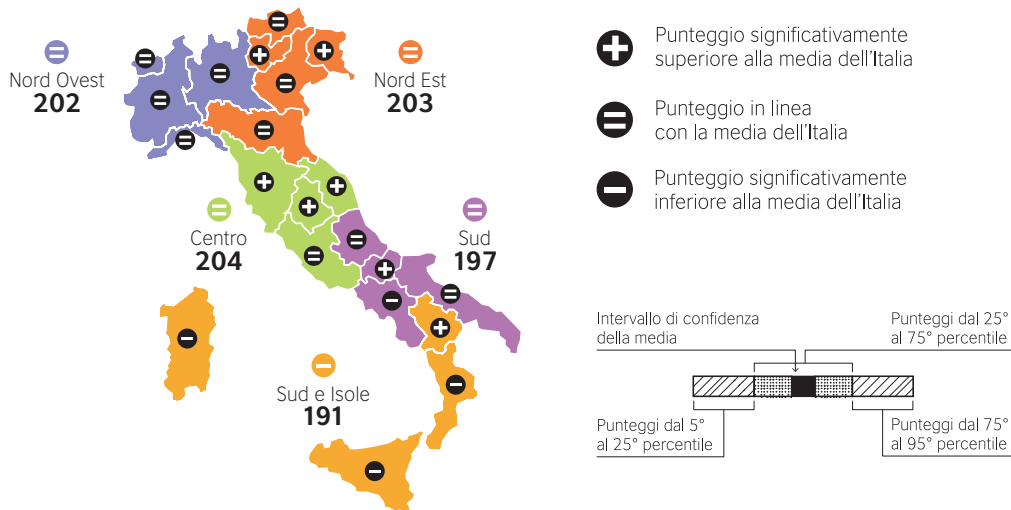 Nord Ovest
202
Nord Est
203
Centro
204
Sud
197
Sud e Isole
191
Punteggio significativamente
superiore alla media dell'Italia
Punteggio in linea
con la media dell'Italia
Punteggio significativamente
inferiore alla media dell'Italia
Intervallo di confidenza
della media
Punteggi dal 25°
al 75° percentile
Punteggi dal 5°
al 25° percentile
Punteggi dal 75°
al 95° percentile